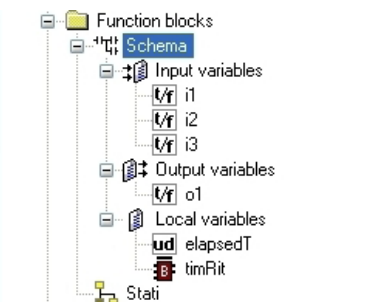 Function blocks
Schema
Input variables
t/f i1
t/f i2
t/f i3
Output variables
t/f o1
Local variables
ud elapsedT
B timRit
Stati